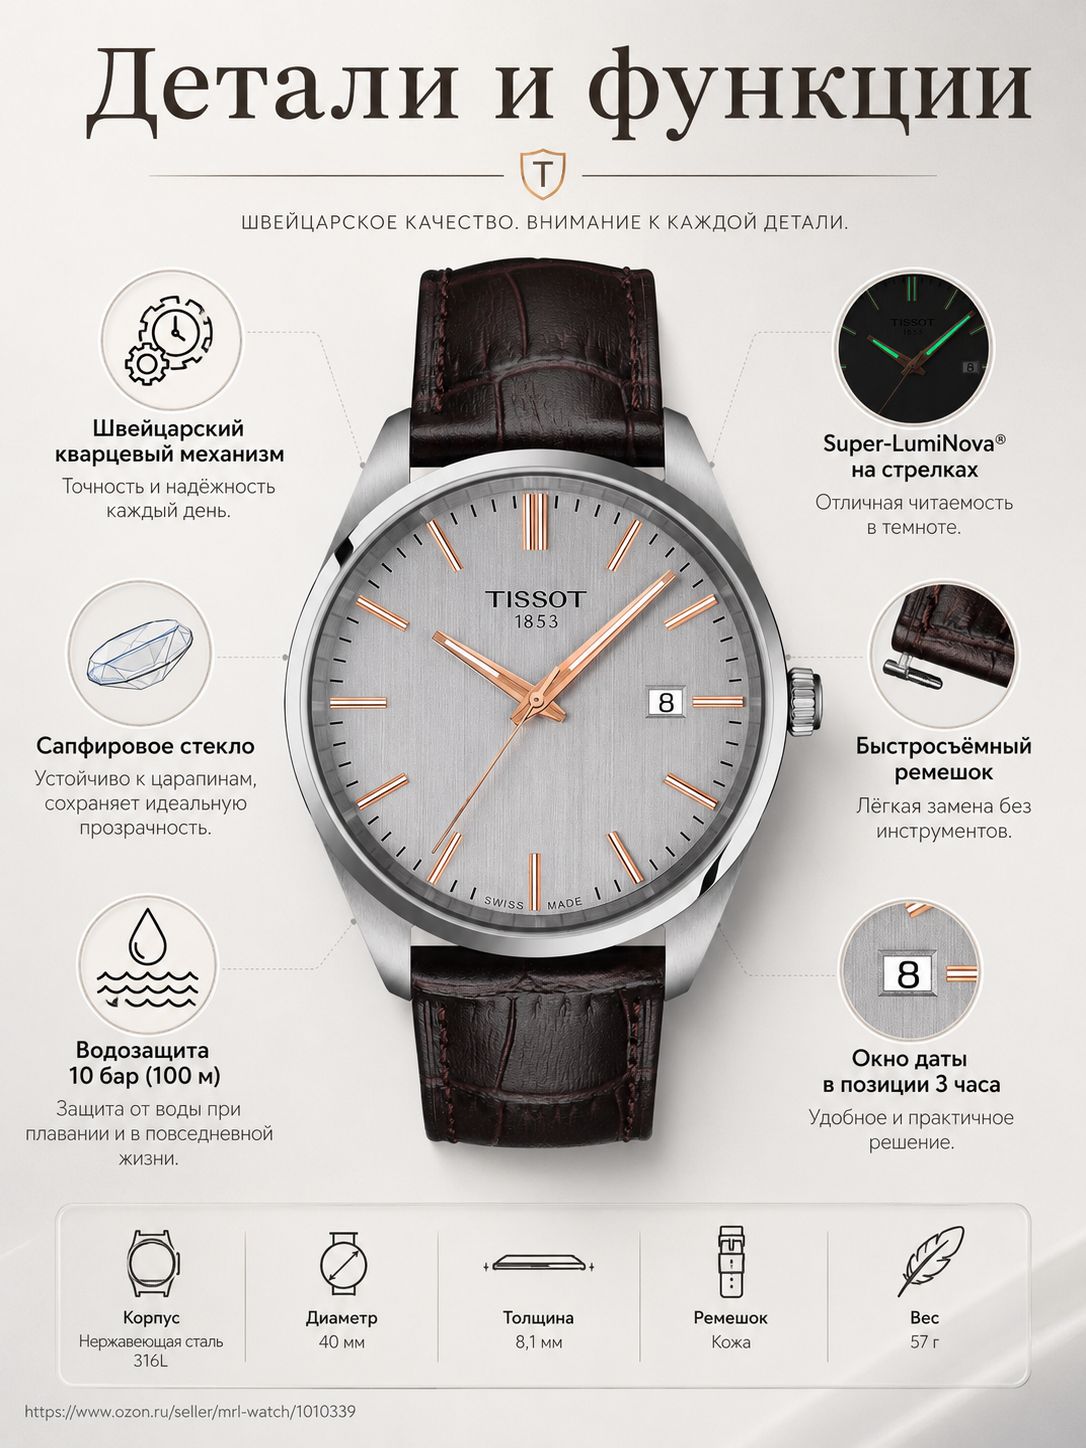 Детали и функции
T
ШВЕЙЦАРСКОЕ КАЧЕСТВО. ВНИМАНИЕ К КАЖДОЙ ДЕТАЛИ.
Швейцарский
кварцевый механизм
Точность и надёжность
каждый день.
TISSOT
1853
8
Super-LumiNova®
на стрелках
Отличная читаемость
в темноте.
TISSOT
1853
8
SWISS MADE
Сапфировое стекло
Устойчиво к царапинам,
сохраняет идеальную
прозрачность.
Быстросъёмный
ремешок
Лёгкая замена без
инструментов.
Водозащита
10 бар (100 м)
Защита от воды при
плавании и в повседневной
жизни.
8
Окно даты
в позиции 3 часа
Удобное и практичное
решение.
Корпус
Нержавеющая сталь
316L
Диаметр
40 мм
Толщина
8,1 мм
Ремешок
Кожа
Вес
57 г
https://www.ozon.ru/seller/mrl-watch/1010339